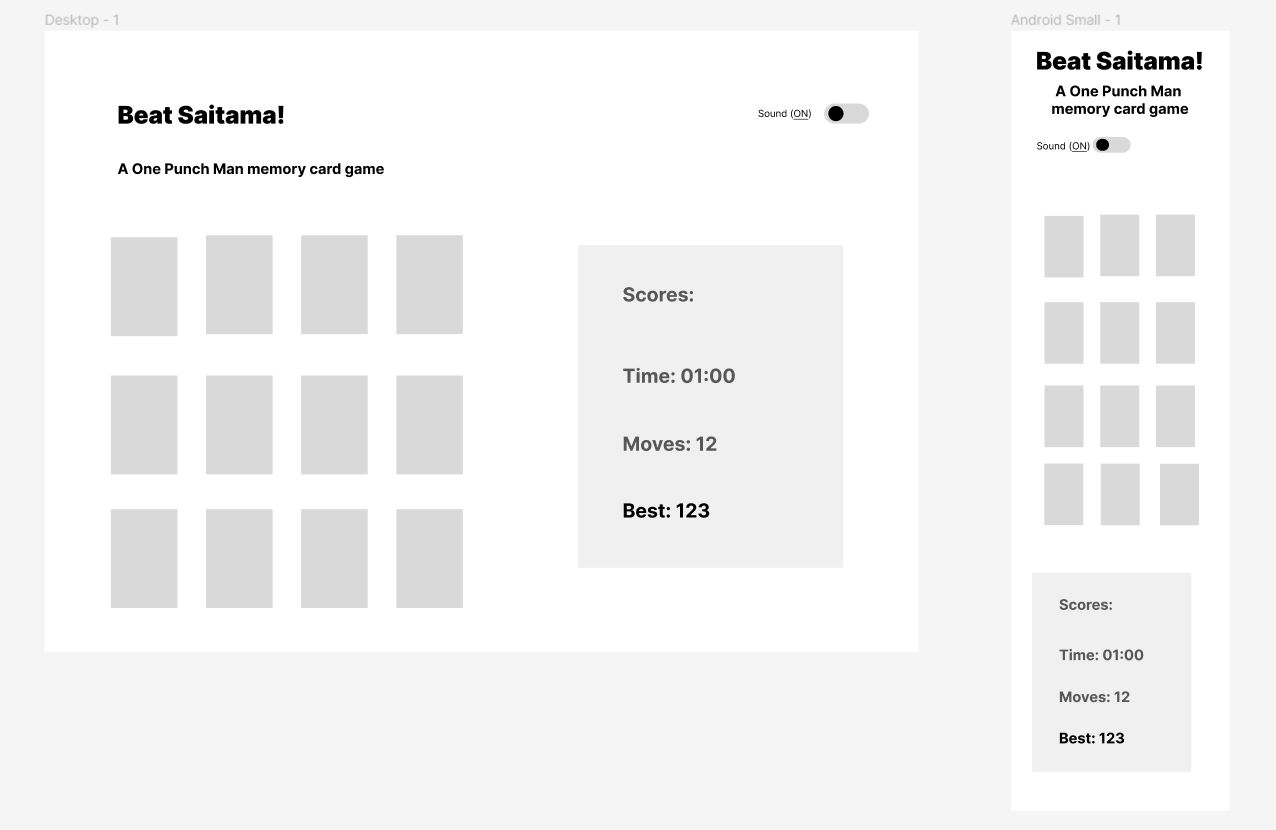 Desktop - 1
Beat Saitama!
Sound (ON)
A One Punch Man memory card game
Scores:
Time: 01:00
Moves: 12
Best: 123
Android Small - 1
Beat Saitama!
A One Punch Man
memory card game
Sound (ON)
Scores:
Time: 01:00
Moves: 12
Best: 123